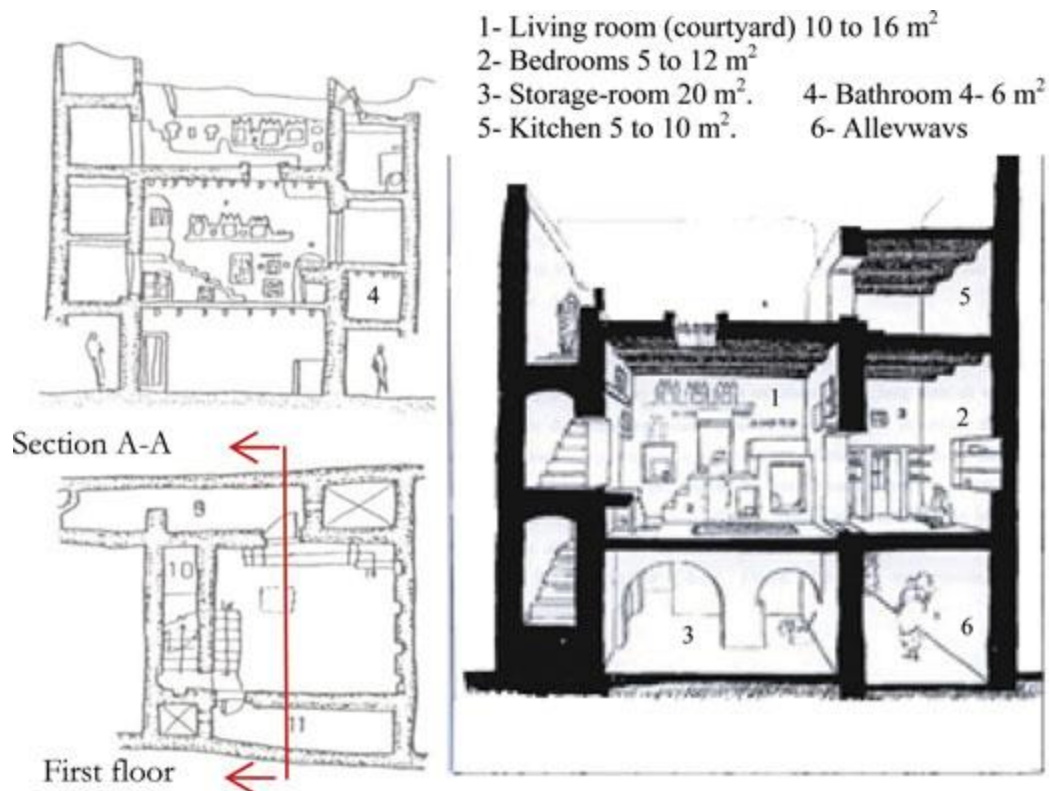 1- Living room (courtyard) 10 to 16 m²
2- Bedrooms 5 to 12 m²
3- Storage-room 20 m².     4- Bathroom 4- 6 m²
5- Kitchen 5 to 10 m².     6- Allevwavs
4
5
1
2
3
6
Section A-A
9
10
11
First floor